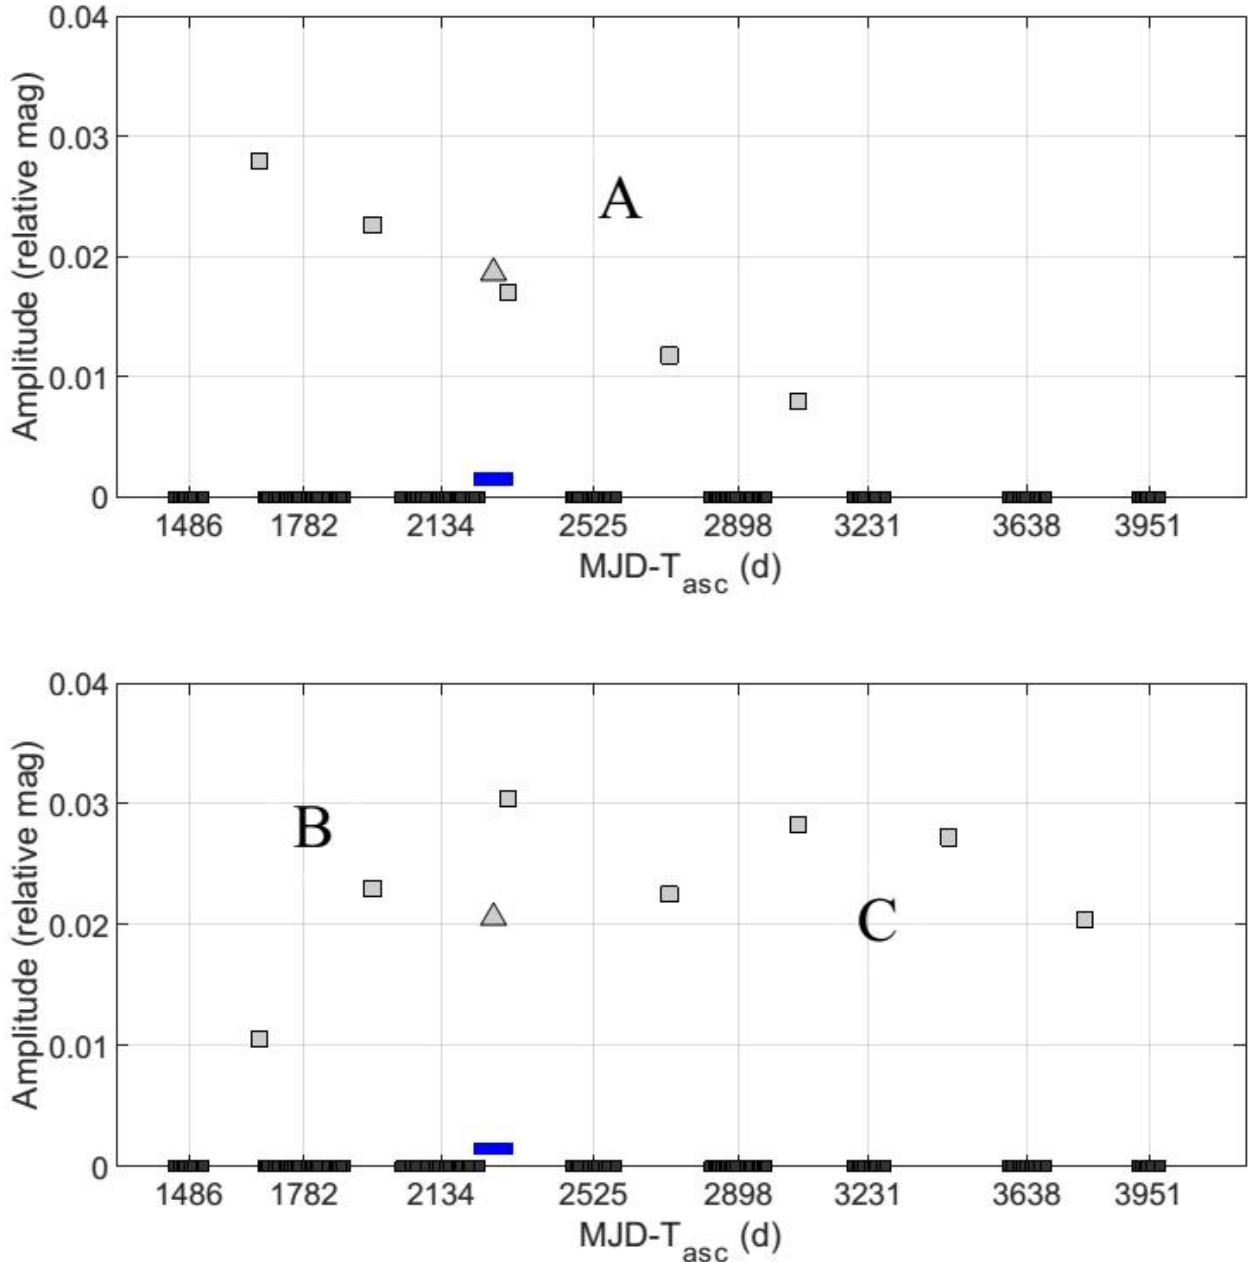 0.04
0.03
0.02
0.01
0
Amplitude (relative mag)
A
1486 1782 2134 2525 2898 3231 3638 3951
MJD-T_asc (d)
0.04
0.03
0.02
0.01
0
Amplitude (relative mag)
B
C
1486 1782 2134 2525 2898 3231 3638 3951
MJD-T_asc (d)